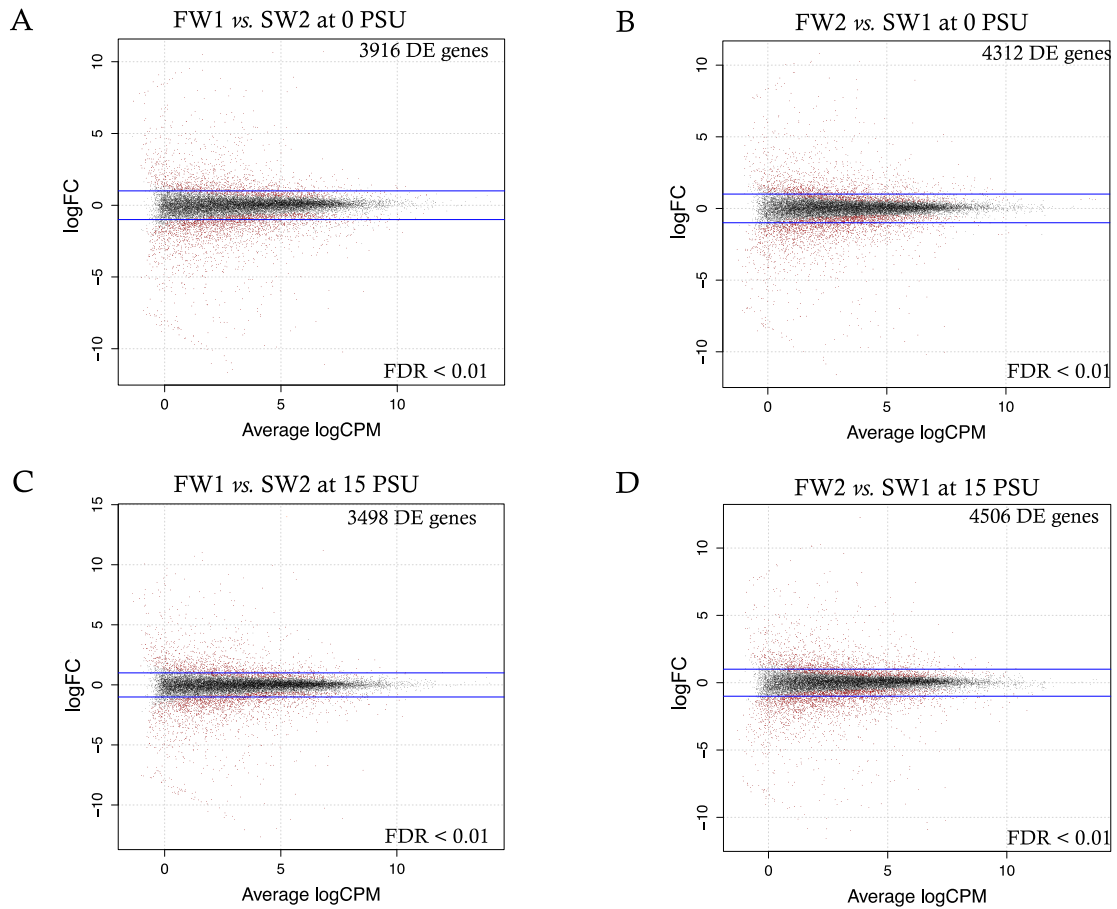 A
FW1 vs. SW2 at 0 PSU
3916 DE genes
10
5
0
−5
−10
logFC
FDR < 0.01
0
5
10
Average logCPM
B
FW2 vs. SW1 at 0 PSU
4312 DE genes
10
5
0
−5
−10
logFC
FDR < 0.01
0
5
10
Average logCPM
C
FW1 vs. SW2 at 15 PSU
3498 DE genes
15
10
5
0
−5
−10
logFC
FDR < 0.01
0
5
10
Average logCPM
D
FW2 vs. SW1 at 15 PSU
4506 DE genes
10
5
0
−5
−10
logFC
FDR < 0.01
0
5
10
Average logCPM